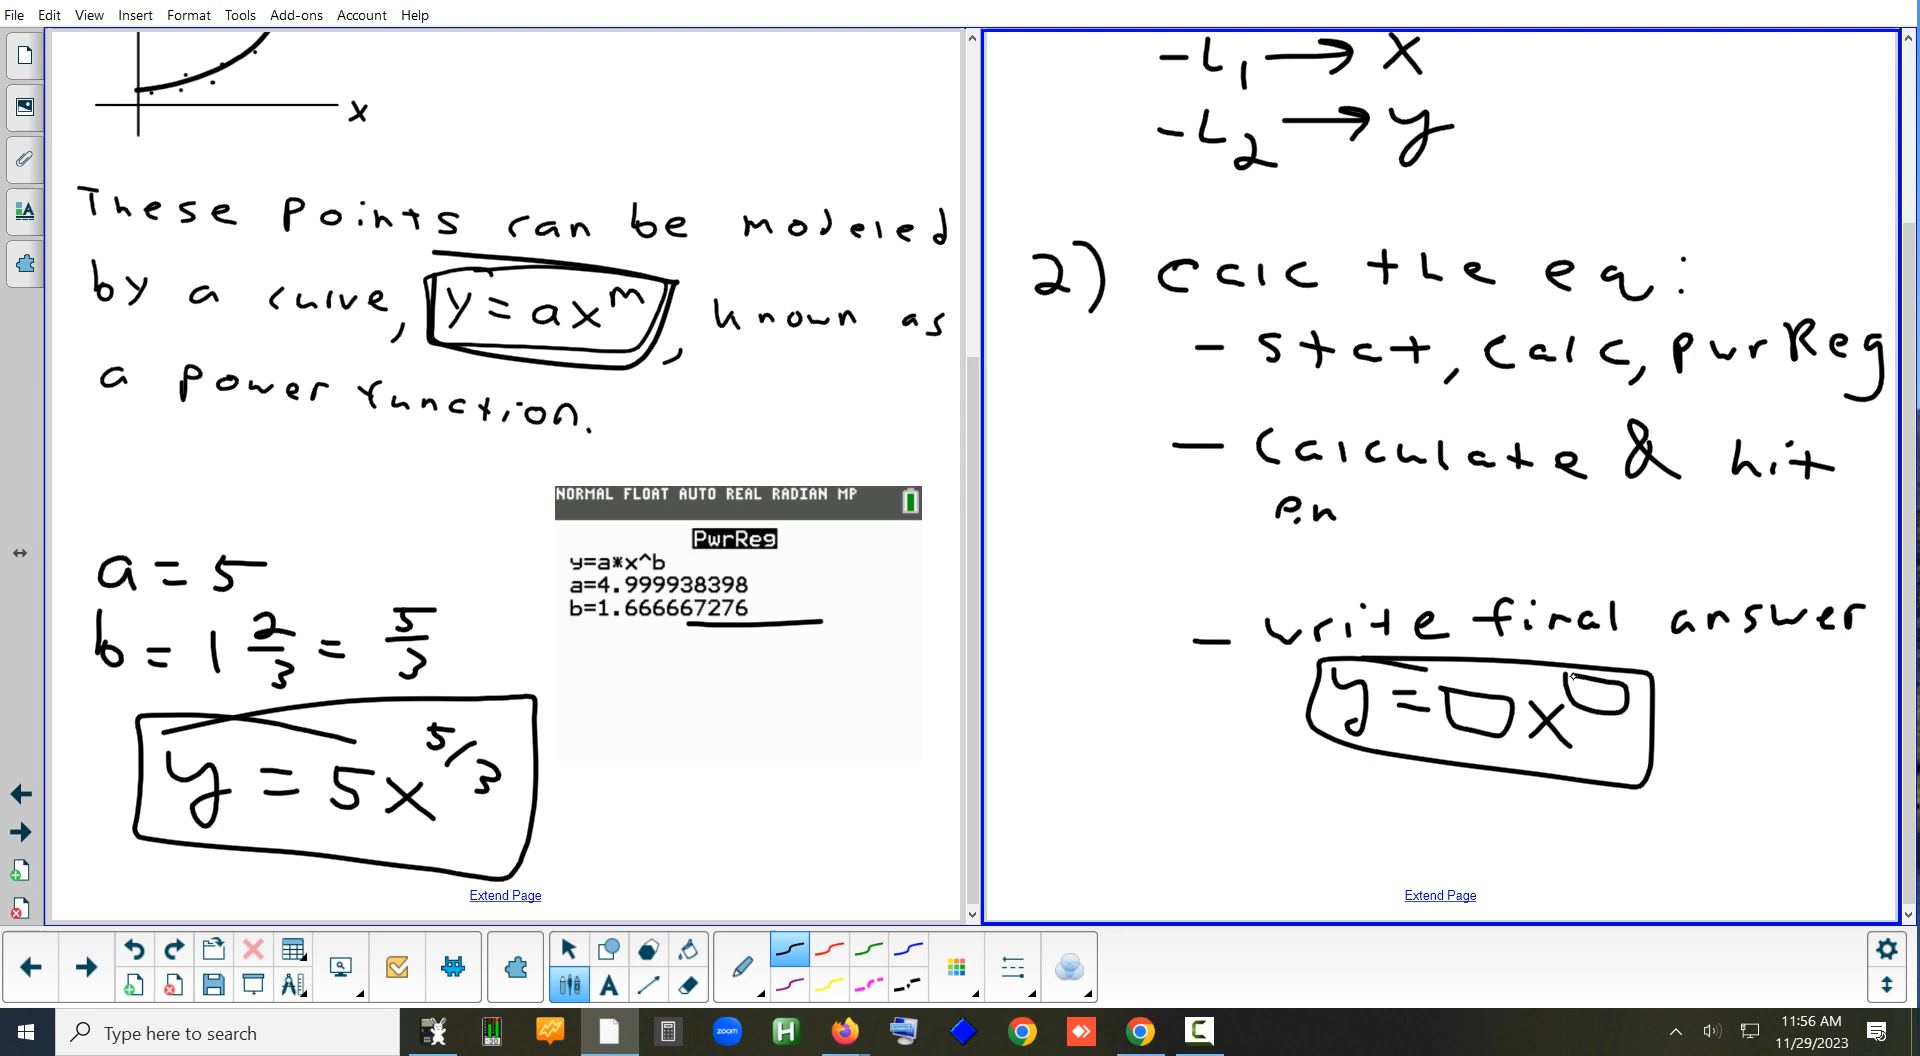 File Edit View Insert Format Tools Add-ons Account Help
x
These points can be modeled
by a curve, y = ax^m, known as
a power function.
NORMAL FLOAT AUTO REAL RADIAN MP
PwrReg
y=a*x^b
a=4.999938398
b=1.666667276
a = 5
b = 1 2/3 = 5/3
y = 5x^5/3
Extend Page
- L1 → x
- L2 → y
2) calc the eq:
- stat, calc, pwrReg
- calculate & hit
en
- write final answer
y = □x^□
Extend Page
Type here to search
zoom
11:56 AM
11/29/2023